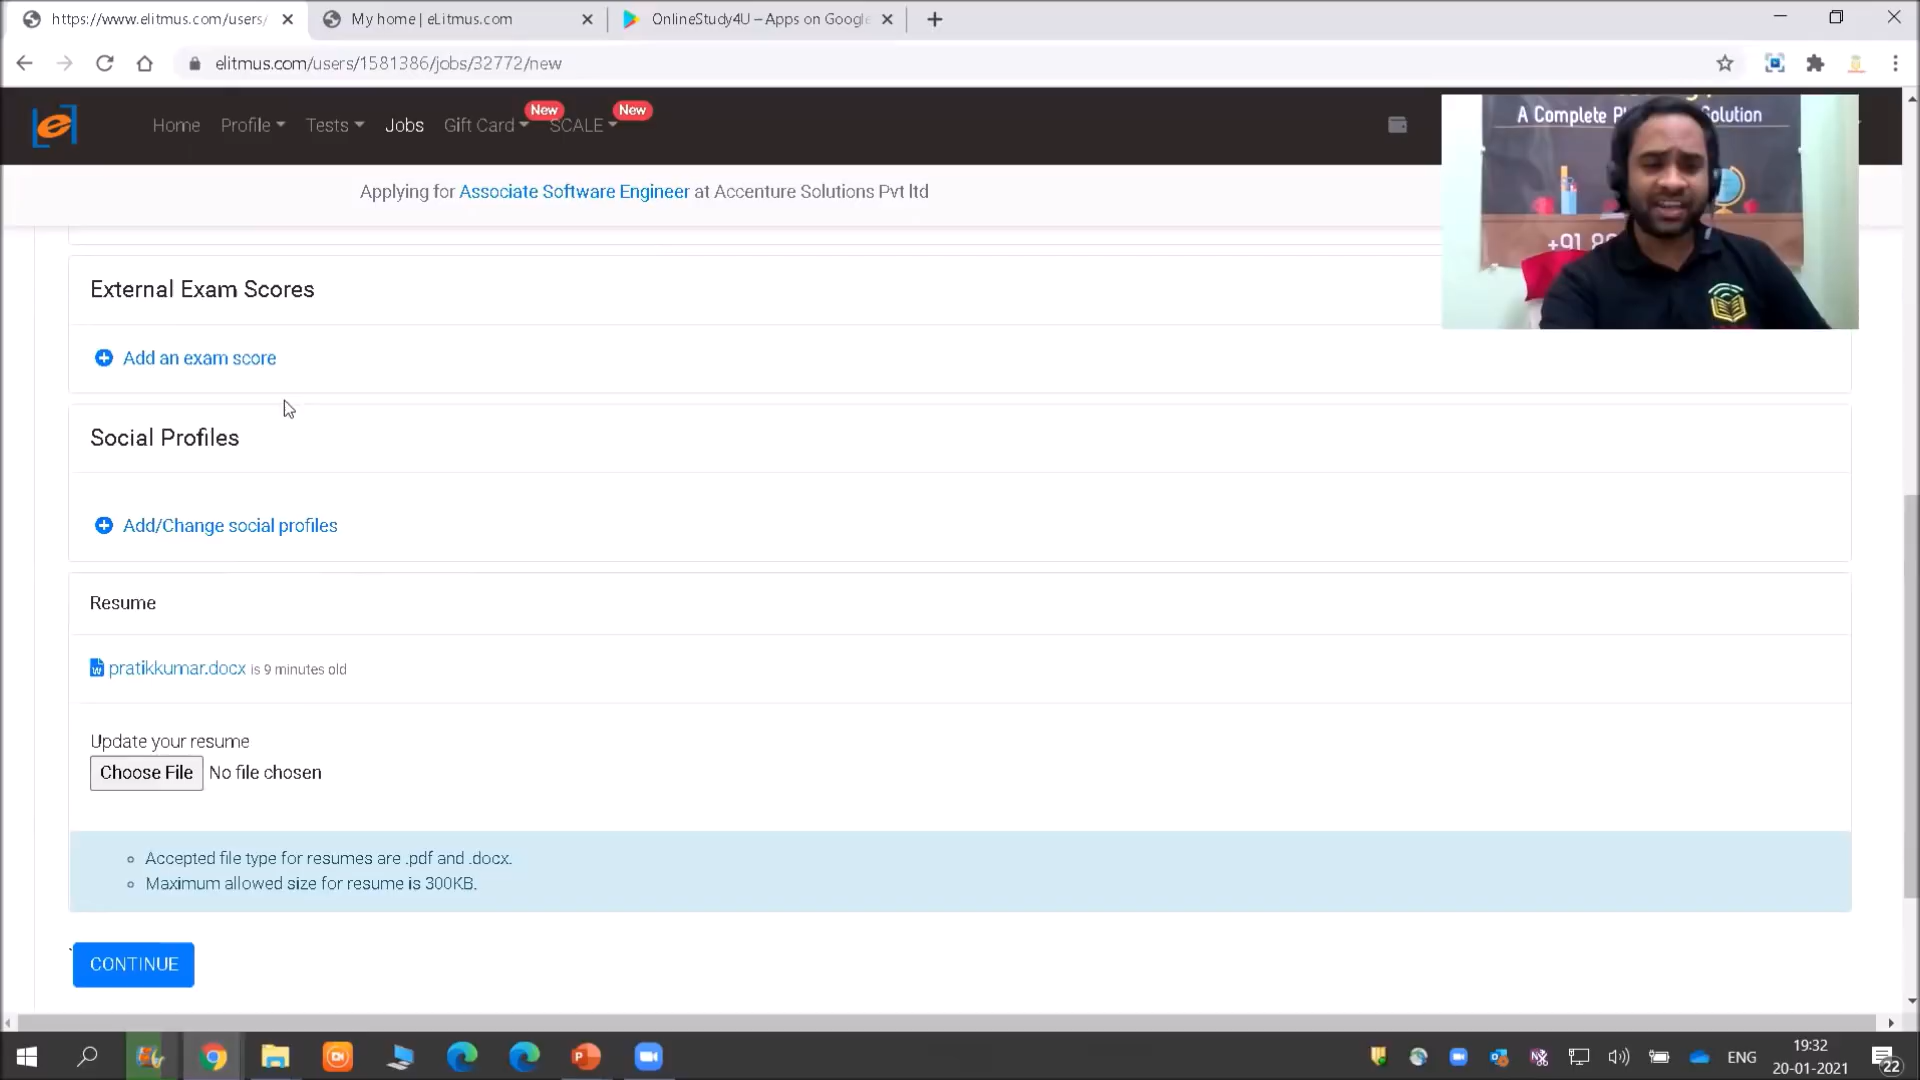 https://www.elitmus.com/users/
My home | eLitmus.com
OnlineStudy4U – Apps on Google
elitmus.com/users/1581386/jobs/32772/new
Home
Profile
Tests
Jobs
Gift Card
New
SCALE
New
A Complete
+91
Applying for Associate Software Engineer at Accenture Solutions Pvt ltd
External Exam Scores
Add an exam score
Social Profiles
Add/Change social profiles
Resume
pratikkumar.docx is 9 minutes old
Update your resume
Choose File No file chosen
Accepted file type for resumes are .pdf and .docx.
Maximum allowed size for resume is 300KB.
CONTINUE
ENG
19:32
20-01-2021
22